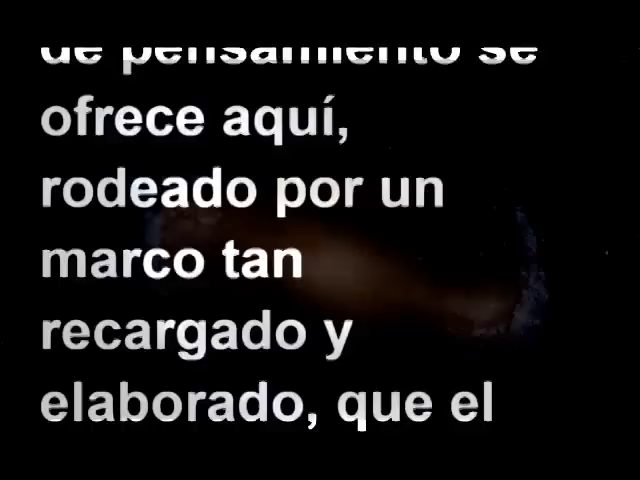 de pensamiento se
ofrece aquí,
rodeado por un
marco tan
recargado y
elaborado, que el